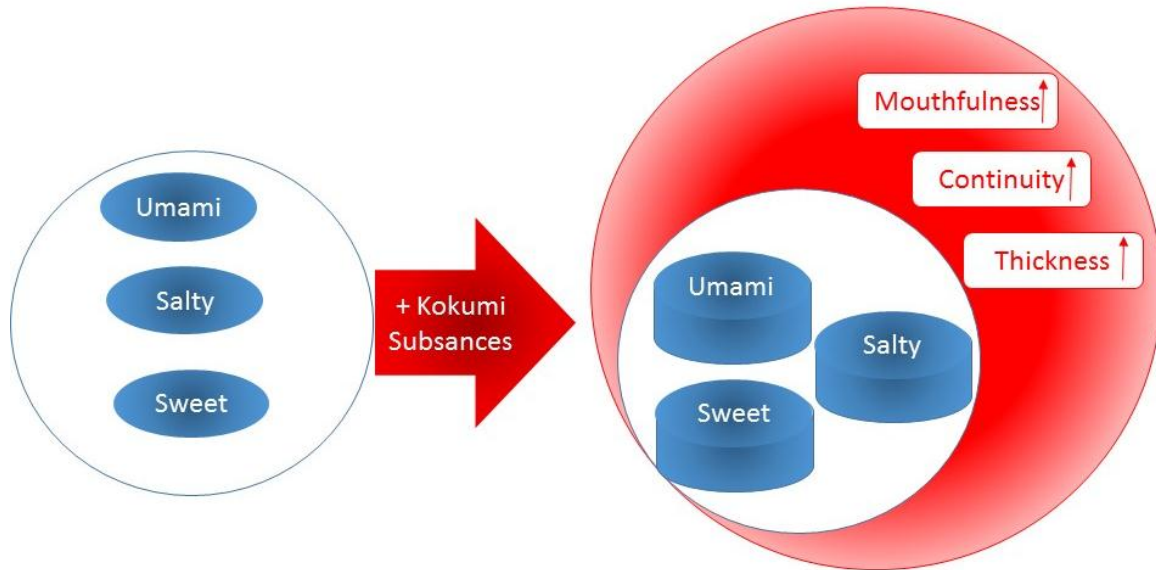 Umami
Salty
Sweet
+ Kokumi
Subsances
Mouthfulness
Continuity
Thickness
Umami
Salty
Sweet